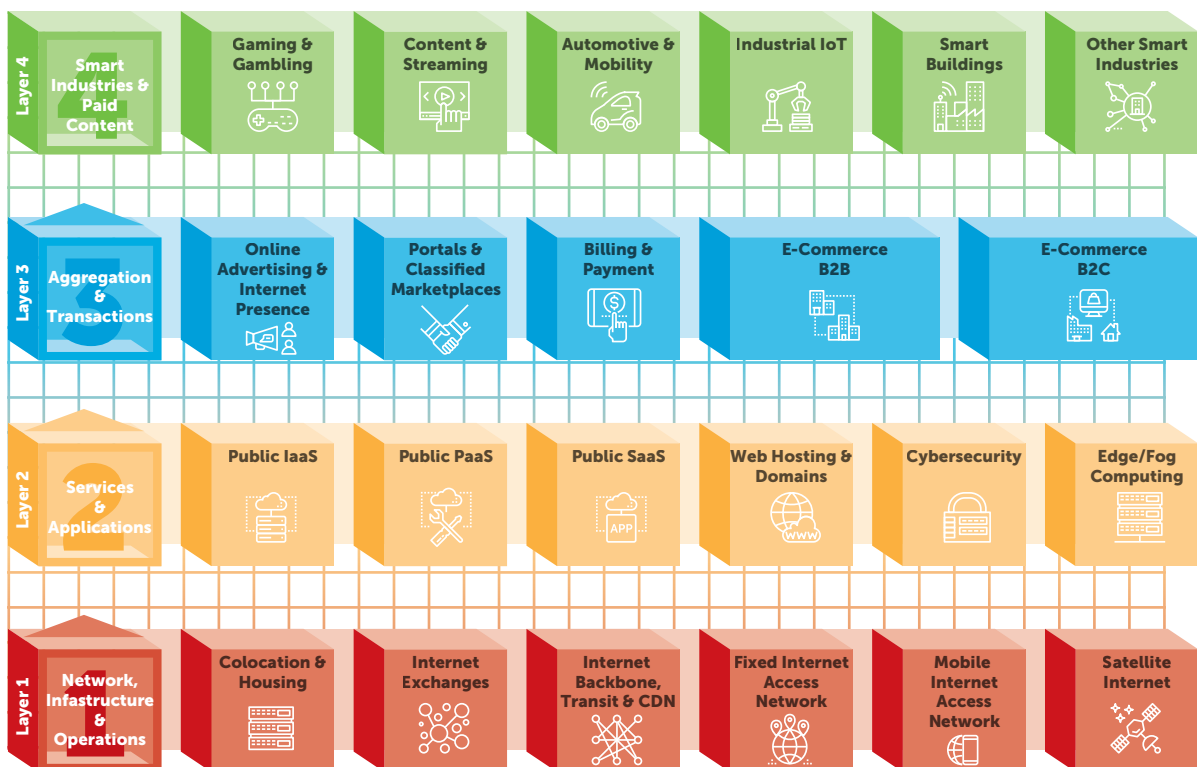 Layer 4
4
Smart
Industries &
Paid
Content
Gaming &
Gambling
Content &
Streaming
Automotive &
Mobility
Industrial IoT
Smart
Buildings
Other Smart
Industries
Layer 3
3
Aggregation
&
Transactions
Online
Advertising &
Internet
Presence
Portals &
Classified
Marketplaces
Billing &
Payment
$
E-Commerce
B2B
E-Commerce
B2C
Layer 2
2
Services
&
Applications
Public IaaS
Public PaaS
Public SaaS
APP
Web Hosting &
Domains
www
Cybersecurity
Edge/Fog
Computing
Layer 1
1
Network,
Infastructure
&
Operations
Colocation &
Housing
Internet
Exchanges
Internet
Backbone,
Transit & CDN
Fixed Internet
Access
Network
Mobile
Internet
Access
Network
Satellite
Internet